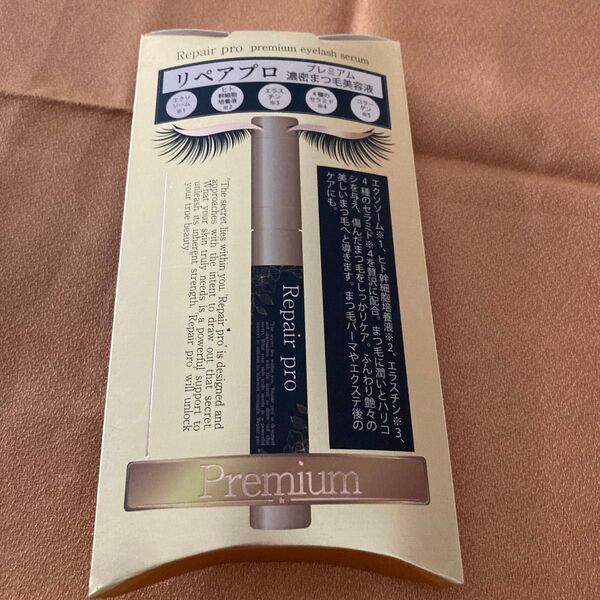 Repair pro premium eyelash serum
リペアプロ
プレミアム
濃密まつ毛美容液
エクソ
ソーム
※1
ヒト
幹細胞
培養液
※2
エラス
チン
※3
4種の
セラミド
※4
コラー
ゲン
※5
エクソソーム※1、ヒト幹細胞培養液※2、エラスチン※3、
4種のセラミド※4を贅沢に配合。まつ毛に潤いとハリコ
シを与え、傷んだまつ毛をしっかりケア。ふんわり艶々の
美しいまつ毛へと導きます。まつ毛パーマやエクステ後の
ケアにも。
"The secret lies within you. 'Repair pro' is designed and
approaches with the intent to draw out that secret.
What your skin truly needs is a powerful support to
unleash its inherent strength. 'Repair pro' will unlock
your true beauty."
Repair pro
Premium